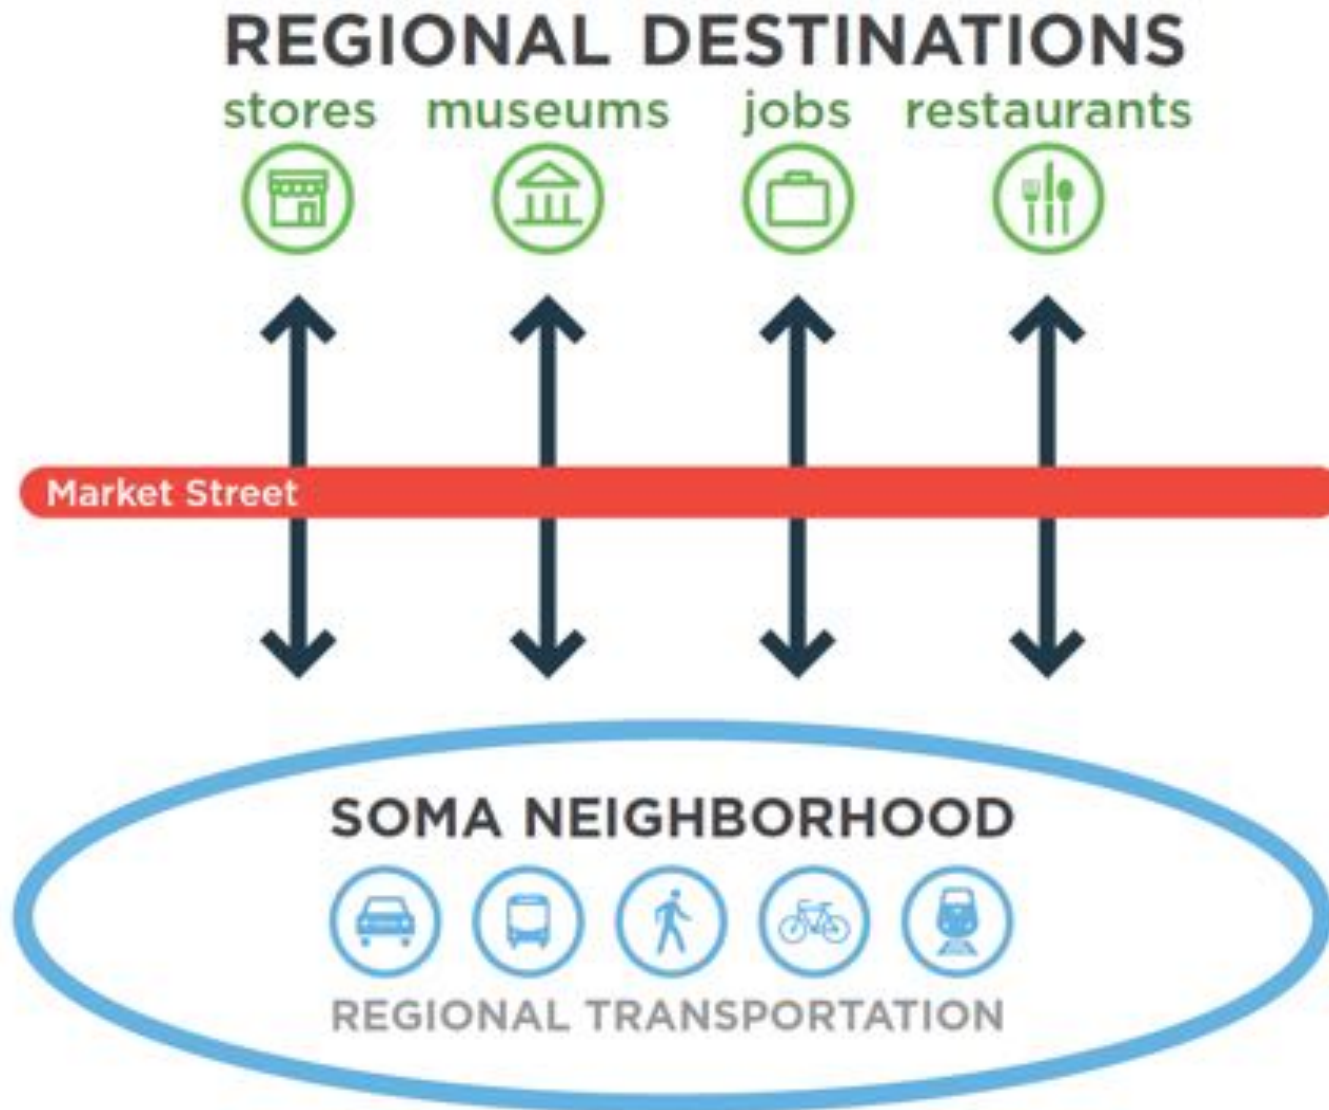 REGIONAL DESTINATIONS
stores museums jobs restaurants
Market Street
SOMA NEIGHBORHOOD
REGIONAL TRANSPORTATION